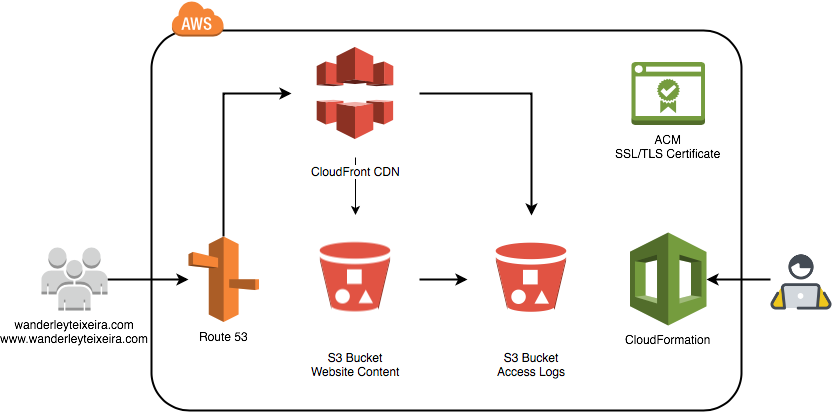 AWS
ACM
SSL/TLS Certificate
CloudFront CDN
wanderleyteixeira.com
www.wanderleyteixeira.com
Route 53
S3 Bucket
Website Content
S3 Bucket
Access Logs
CloudFormation